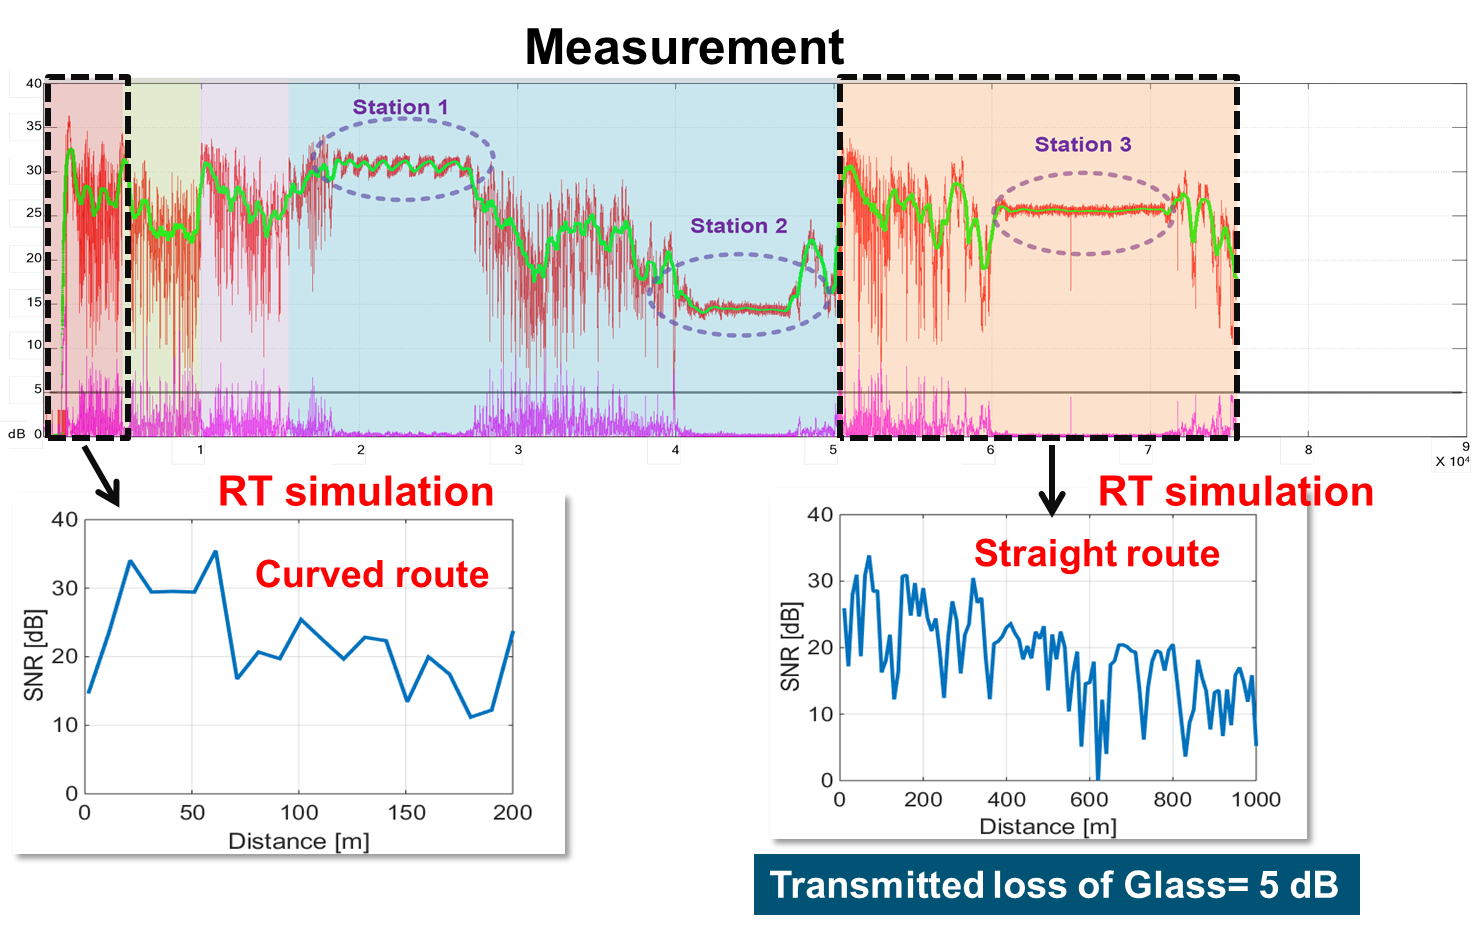 Measurement
40
35
30
25
20
15
10
5
dB 0
Station 1
Station 2
Station 3
1 2 3 4 5 6 7 8 9
X 10⁴
RT simulation
Curved route
SNR [dB]
40
30
20
10
0
0 50 100 150 200
Distance [m]
RT simulation
Straight route
SNR [dB]
40
30
20
10
0
0 200 400 600 800 1000
Distance [m]
Transmitted loss of Glass= 5 dB